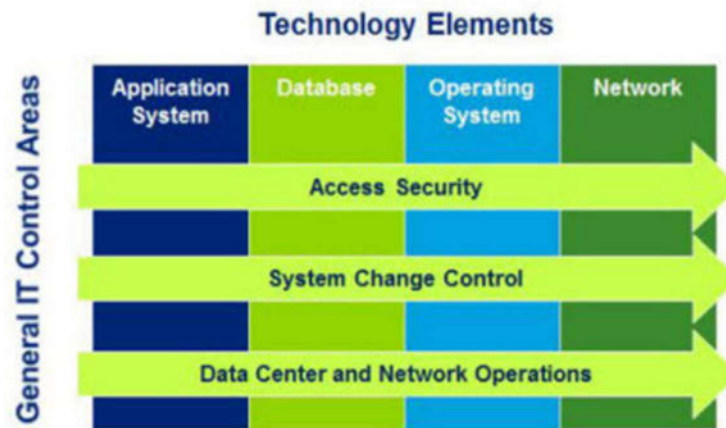 Technology Elements
General IT Control Areas
Application System
Database
Operating System
Network
Access Security
System Change Control
Data Center and Network Operations